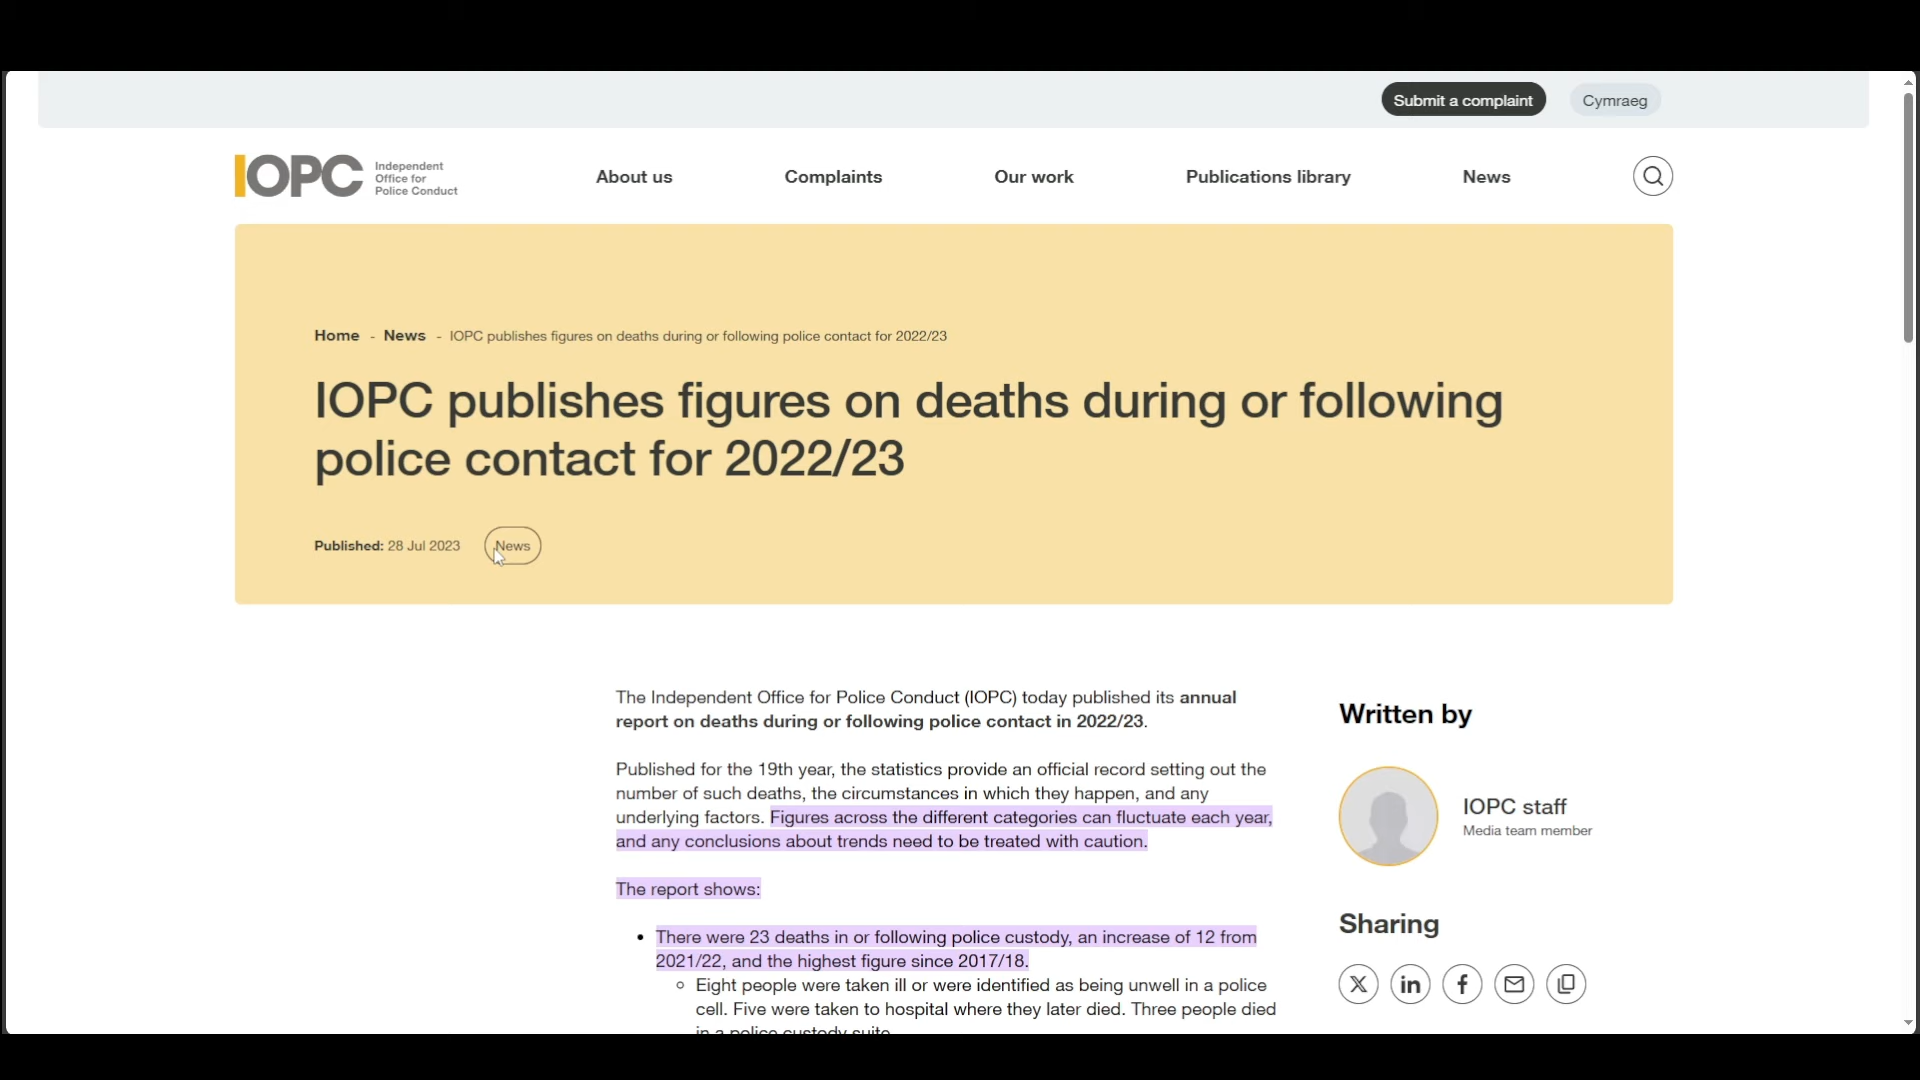 Submit a complaint
Cymraeg
IOPC
Independent
Office for
Police Conduct
About us
Complaints
Our work
Publications library
News
Home - News - IOPC publishes figures on deaths during or following police contact for 2022/23
IOPC publishes figures on deaths during or following
police contact for 2022/23
Published: 28 Jul 2023
News
The Independent Office for Police Conduct (IOPC) today published its annual
report on deaths during or following police contact in 2022/23.
Published for the 19th year, the statistics provide an official record setting out the
number of such deaths, the circumstances in which they happen, and any
underlying factors. Figures across the different categories can fluctuate each year,
and any conclusions about trends need to be treated with caution.
The report shows:
There were 23 deaths in or following police custody, an increase of 12 from
2021/22, and the highest figure since 2017/18.
Eight people were taken ill or were identified as being unwell in a police
cell. Five were taken to hospital where they later died. Three people died
in a police custody suite.
Written by
IOPC staff
Media team member
Sharing